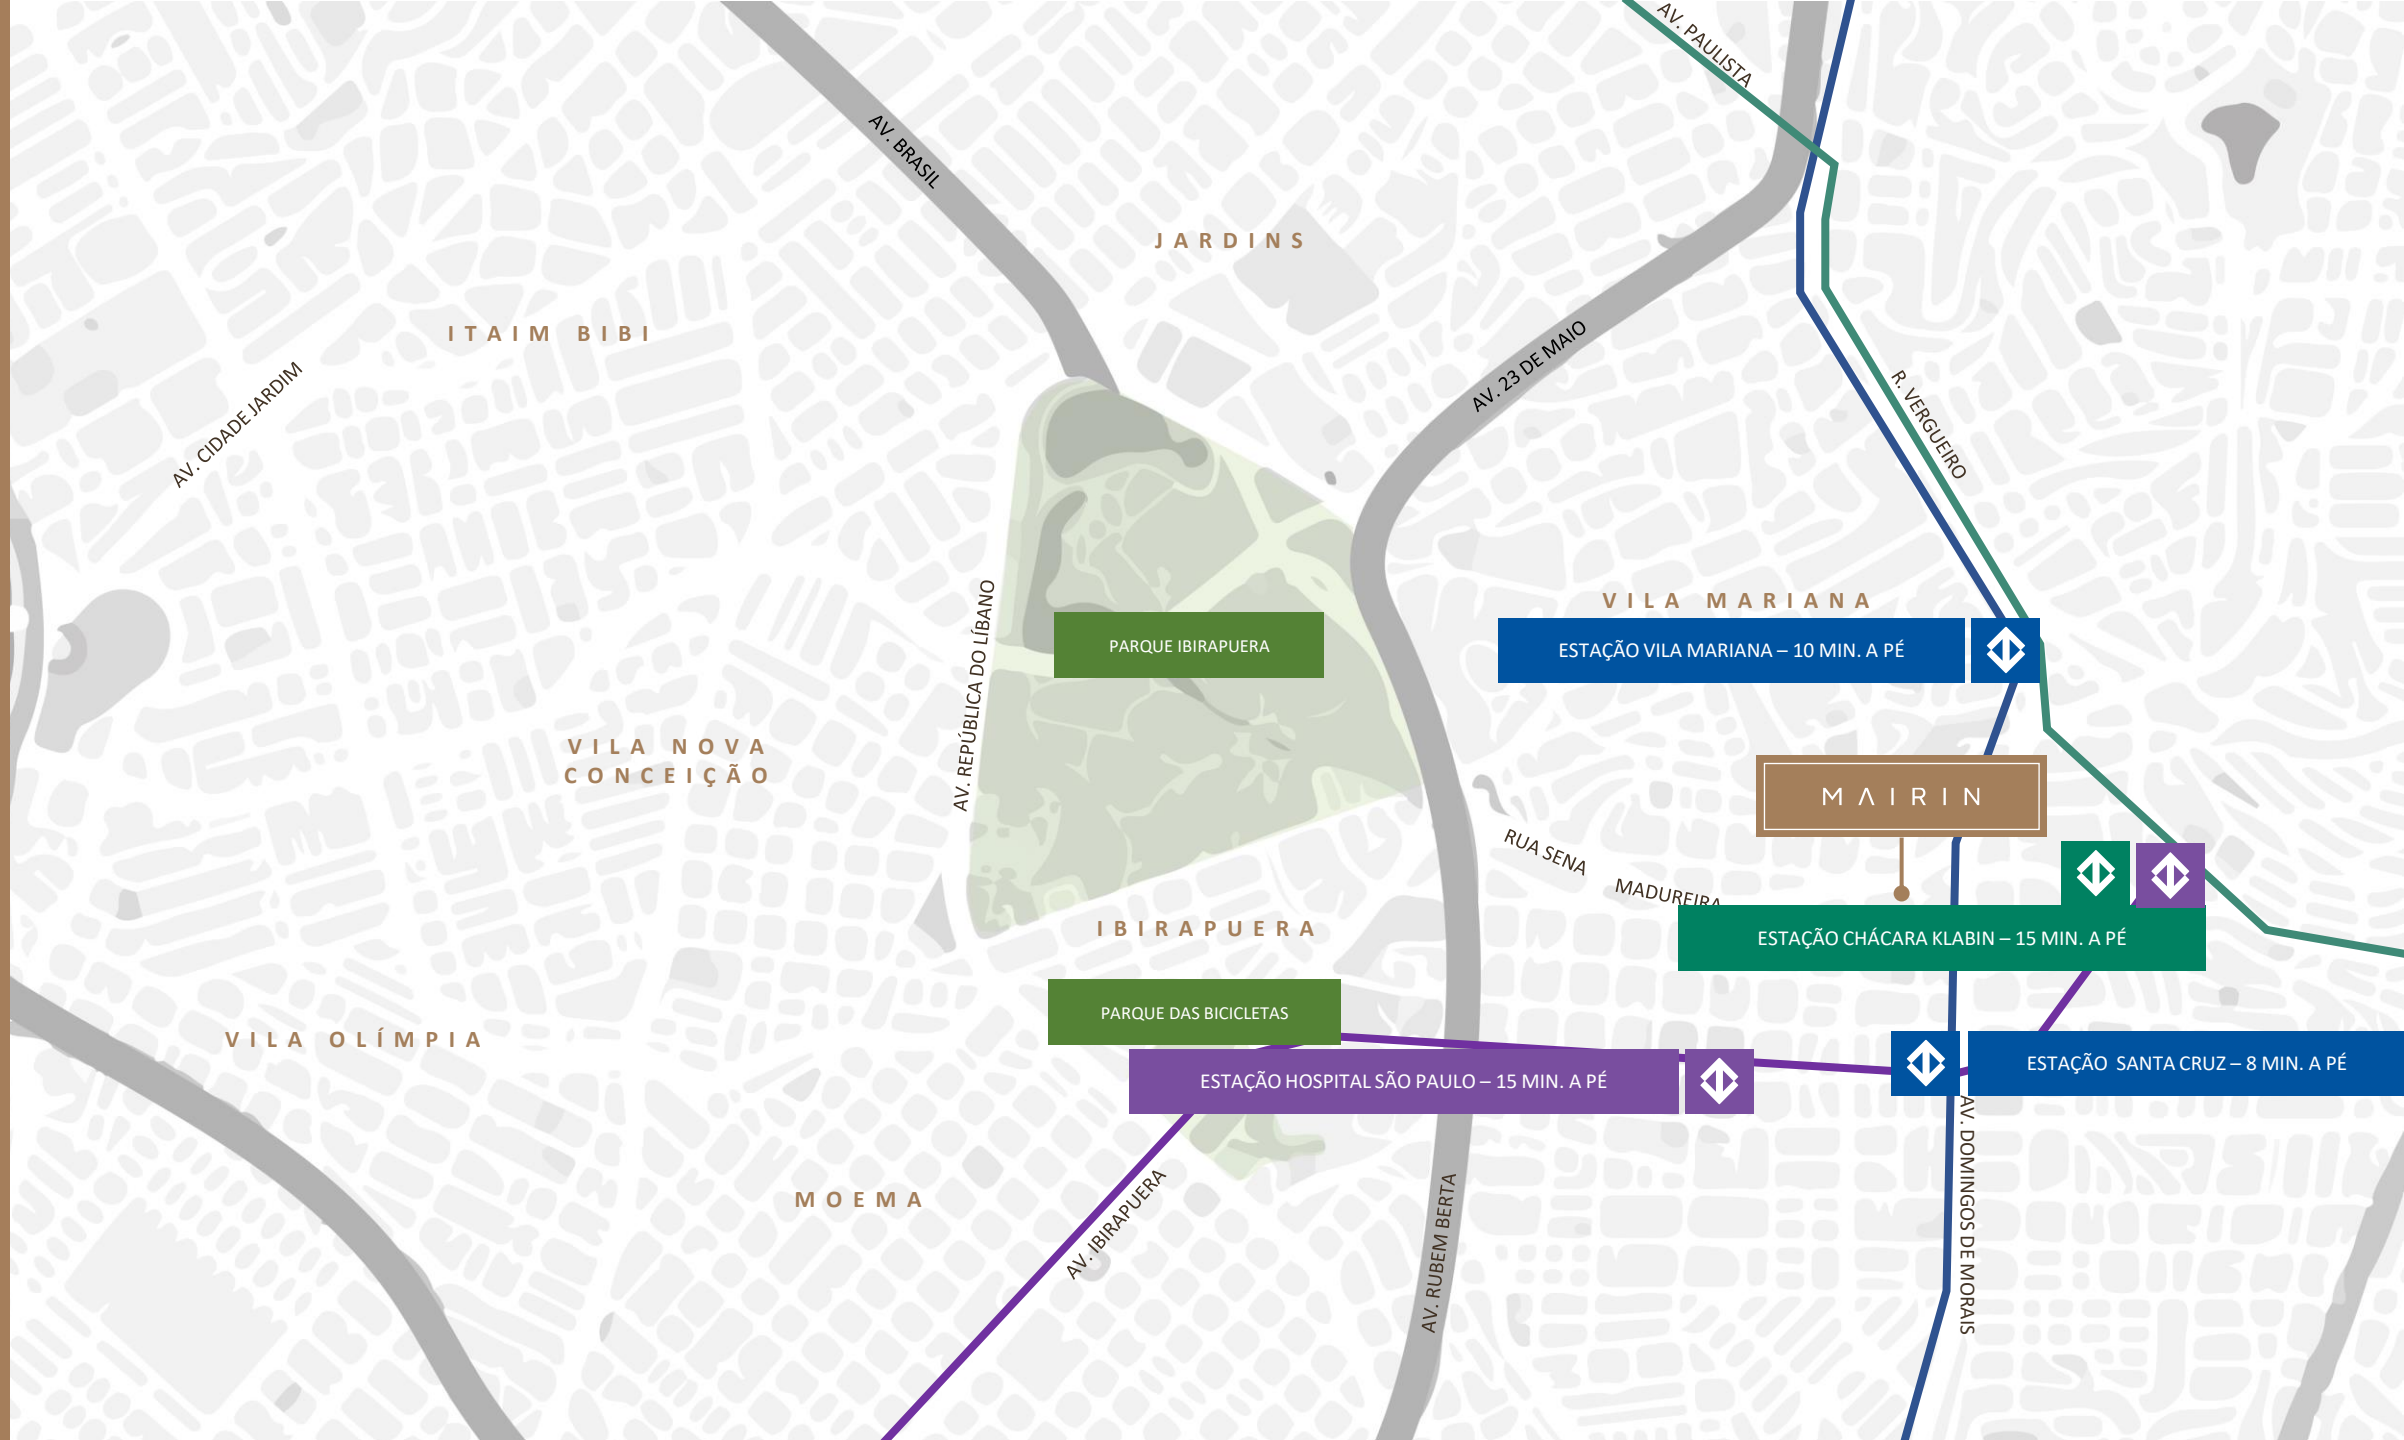 AV. PAULISTA
AV. BRASIL
JARDINS
ITAIM BIBI
AV. 23 DE MAIO
AV. CIDADE JARDIM
R. VERGUEIRO
AV. REPÚBLICA DO LÍBANO
VILA MARIANA
PARQUE IBIRAPUERA
ESTAÇÃO VILA MARIANA – 10 MIN. A PÉ
VILA NOVA
CONCEIÇÃO
MAIRIN
RUA SENA MADUREIRA
IBIRAPUERA
ESTAÇÃO CHÁCARA KLABIN – 15 MIN. A PÉ
PARQUE DAS BICICLETAS
VILA OLÍMPIA
ESTAÇÃO HOSPITAL SÃO PAULO – 15 MIN. A PÉ
ESTAÇÃO SANTA CRUZ – 8 MIN. A PÉ
MOEMA
AV. IBIRAPUERA
AV. RUBEM BERTA
AV. DOMINGOS DE MORAIS